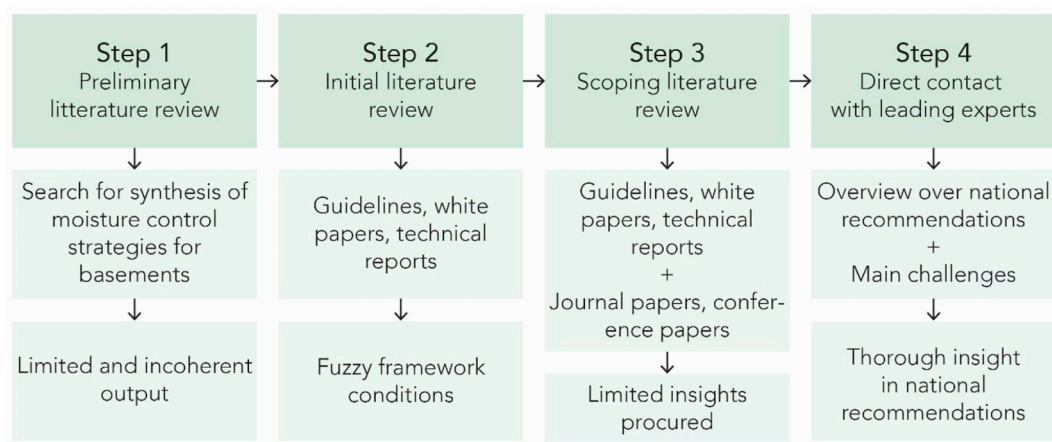 Step 1
Preliminary
litterature review
Search for synthesis of
moisture control
strategies for
basements
Limited and incoherent
output
Step 2
Initial literature
review
Guidelines, white
papers, technical
reports
Fuzzy framework
conditions
Step 3
Scoping literature
review
Guidelines, white
papers, technical
reports
+
Journal papers, confer-
ence papers
Limited insights
procured
Step 4
Direct contact
with leading experts
Overview over national
recommendations
+
Main challenges
Thorough insight
in national
recommendations